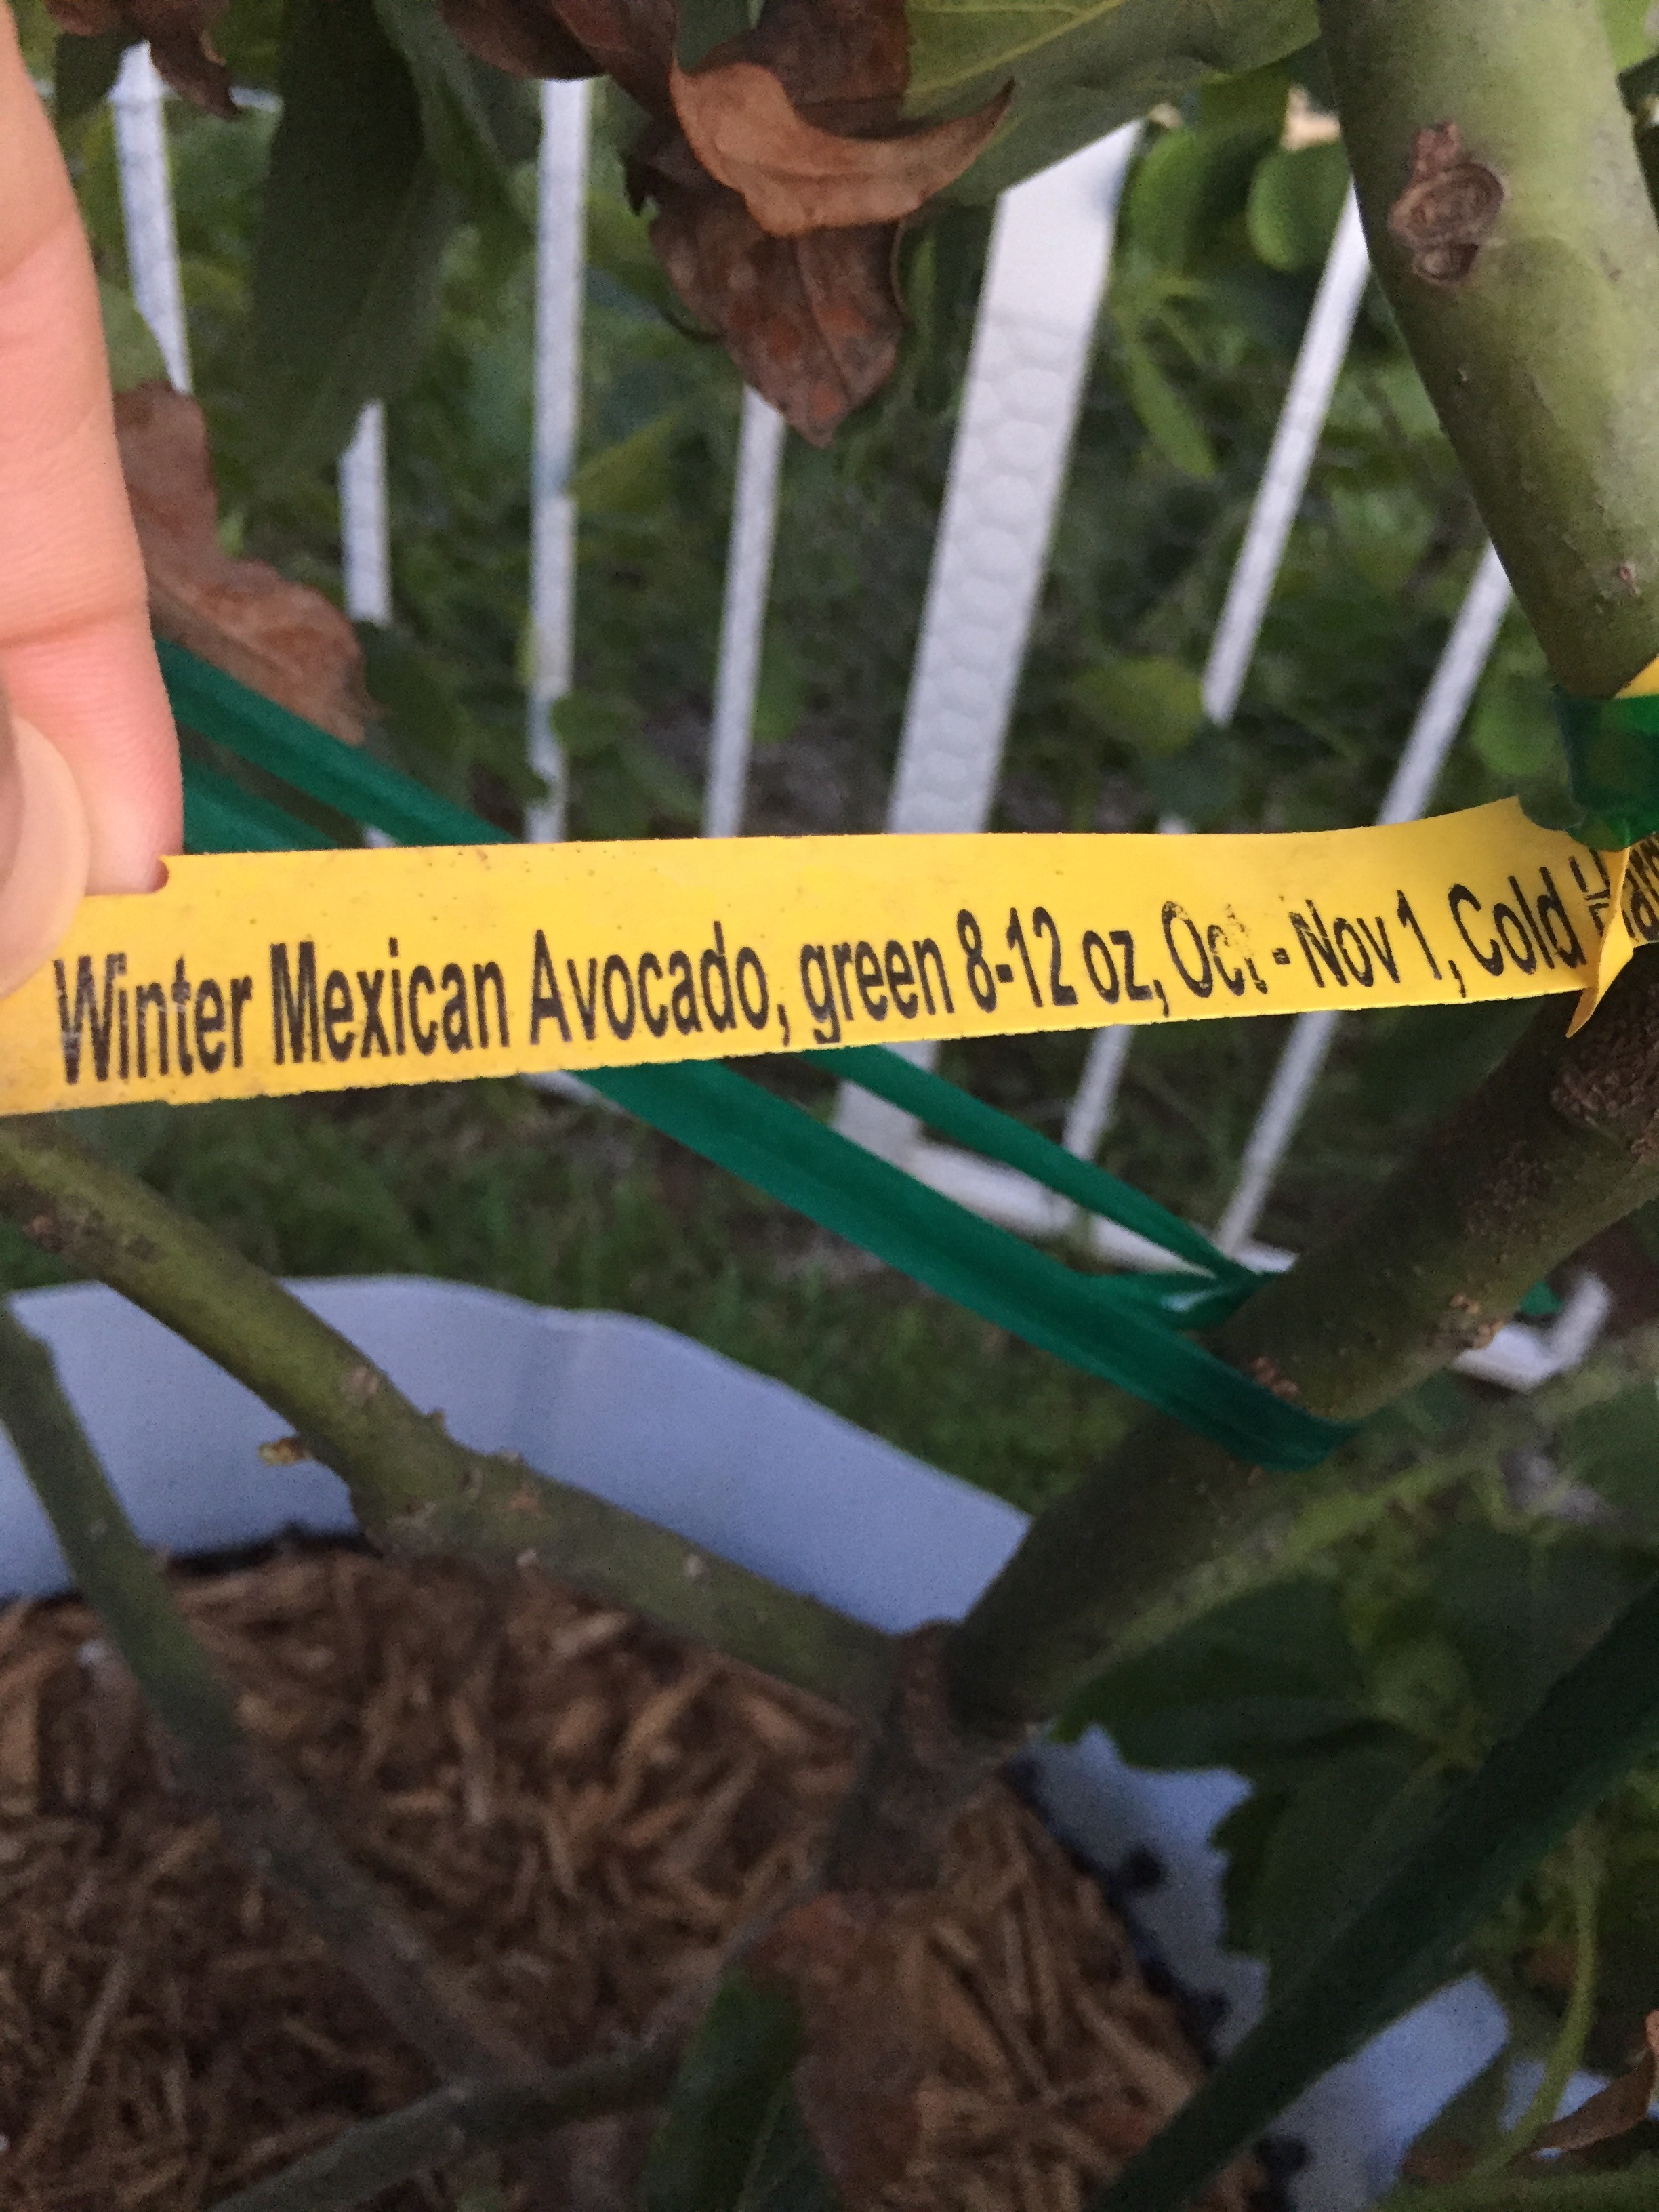 Winter Mexican Avocado, green 8-12 oz, Oct - Nov 1, Cold